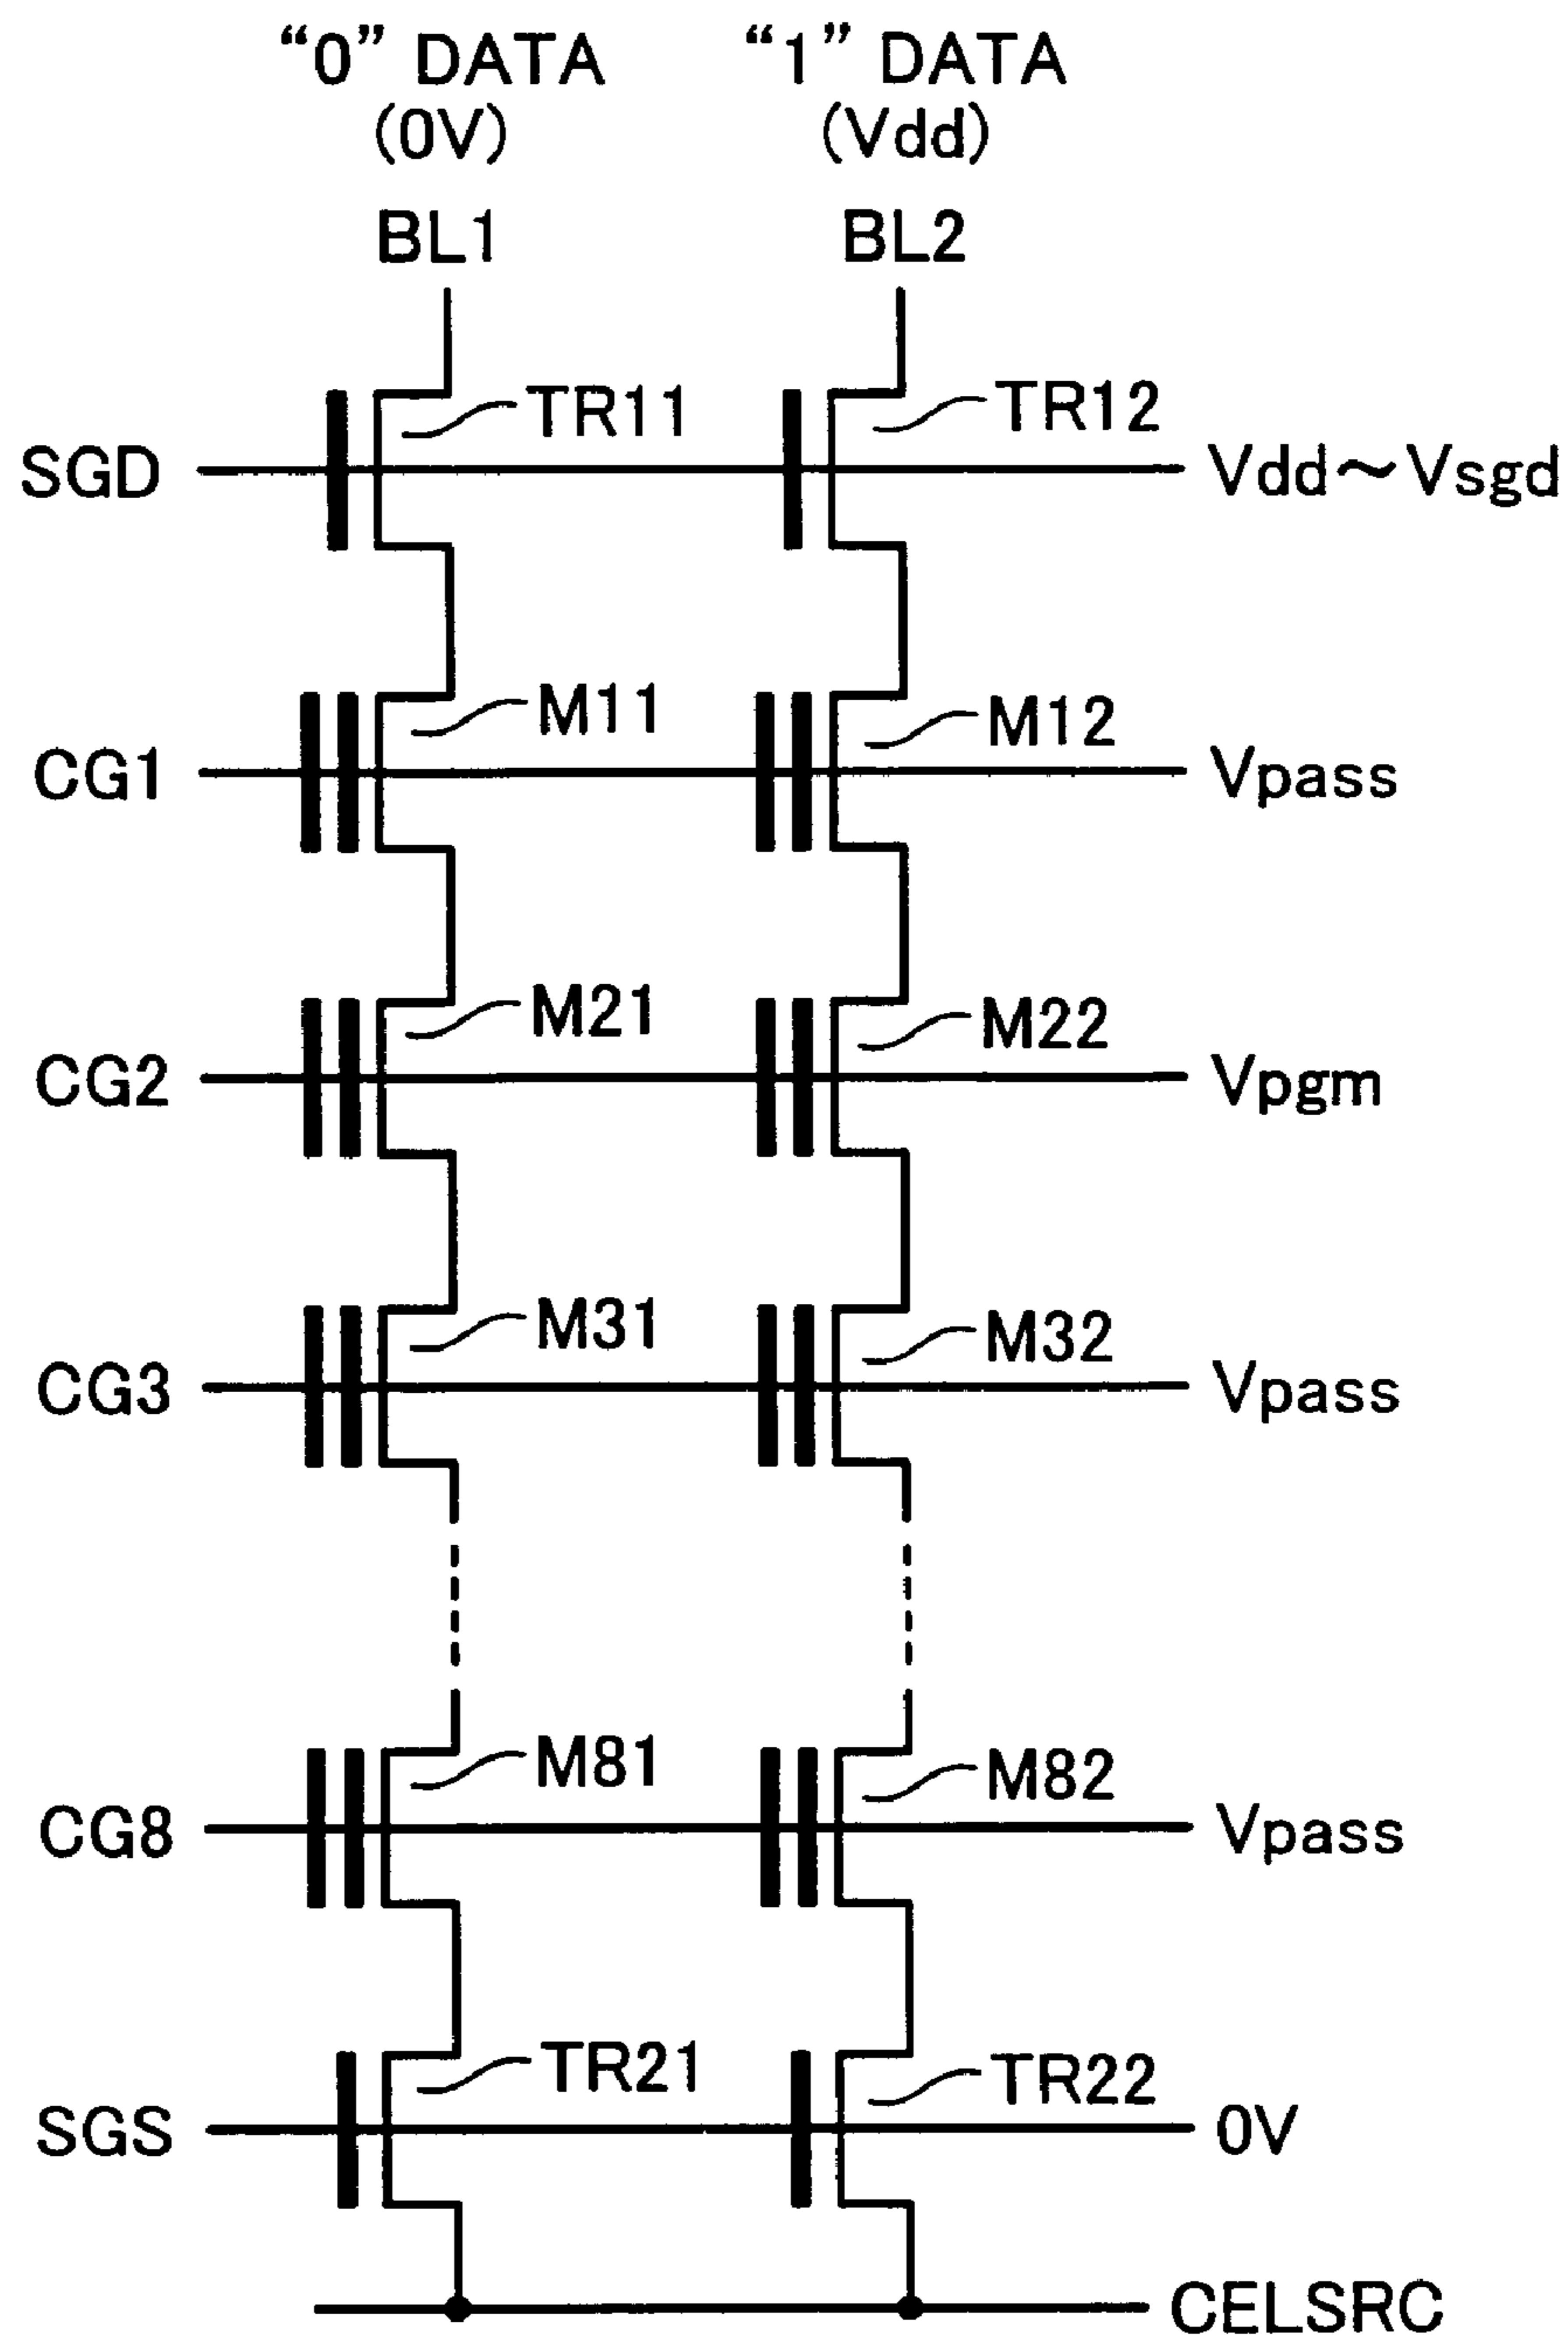 “0” DATA “1” DATA
(0V) (Vdd)
BL1 BL2
TR11 TR12
SGD Vdd～Vsgd
M11 M12
CG1 Vpass
M21 M22
CG2 Vpgm
M31 M32
CG3 Vpass
M81 M82
CG8 Vpass
TR21 TR22
SGS 0V
CELSRC